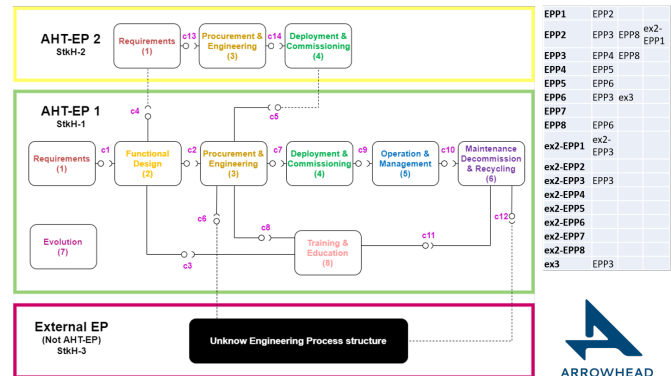 AHT-EP 2
StkH-2
Requirements
(1)
c13
Procurement &
Engineering
(3)
c14
Deployment &
Commissioning
(4)
AHT-EP 1
StkH-1
c4
c5
Requirements
(1)
c1
Functional
Design
(2)
c2
Procurement &
Engineering
(3)
c7
Deployment &
Commissioning
(4)
c9
Operation &
Management
(5)
c10
Maintenance
Decommission
& Recycling
(6)
c6
c12
c8
c11
Evolution
(7)
c3
Training &
Education
(8)
External EP
(Not AHT-EP)
StkH-3
Unknow Engineering Process structure
EPP1 EPP2
EPP2 EPP3 EPP8 ex2-EPP1
EPP3 EPP4 EPP8
EPP4 EPP5
EPP5 EPP6
EPP6 EPP3 ex3
EPP7
EPP8 EPP6
ex2-EPP1 ex2-EPP3
ex2-EPP2
ex2-EPP3 EPP3
ex2-EPP4
ex2-EPP5
ex2-EPP6
ex2-EPP7
ex2-EPP8
ex3 EPP3
ARROWHEAD